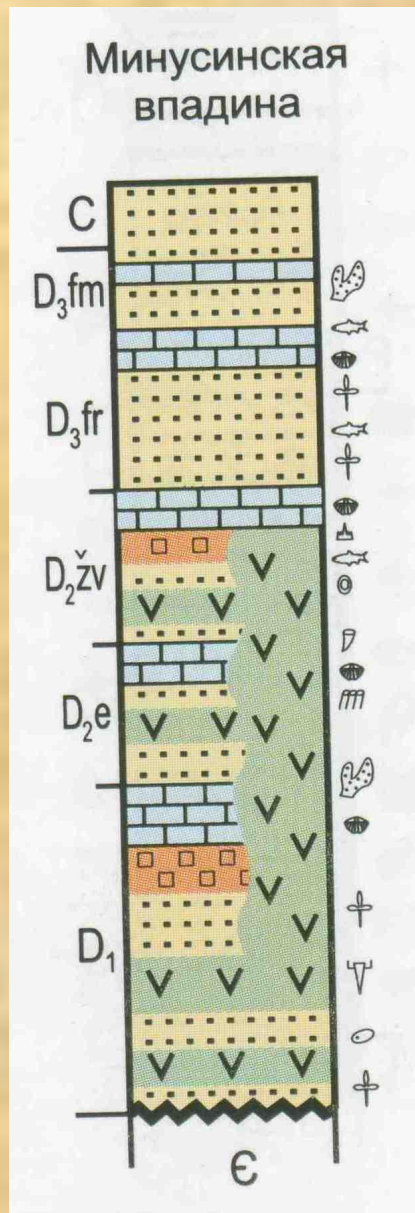 Минусинская
впадина
C
D₃fm
D₃fr
D₂žv
D₂e
D₁
Є